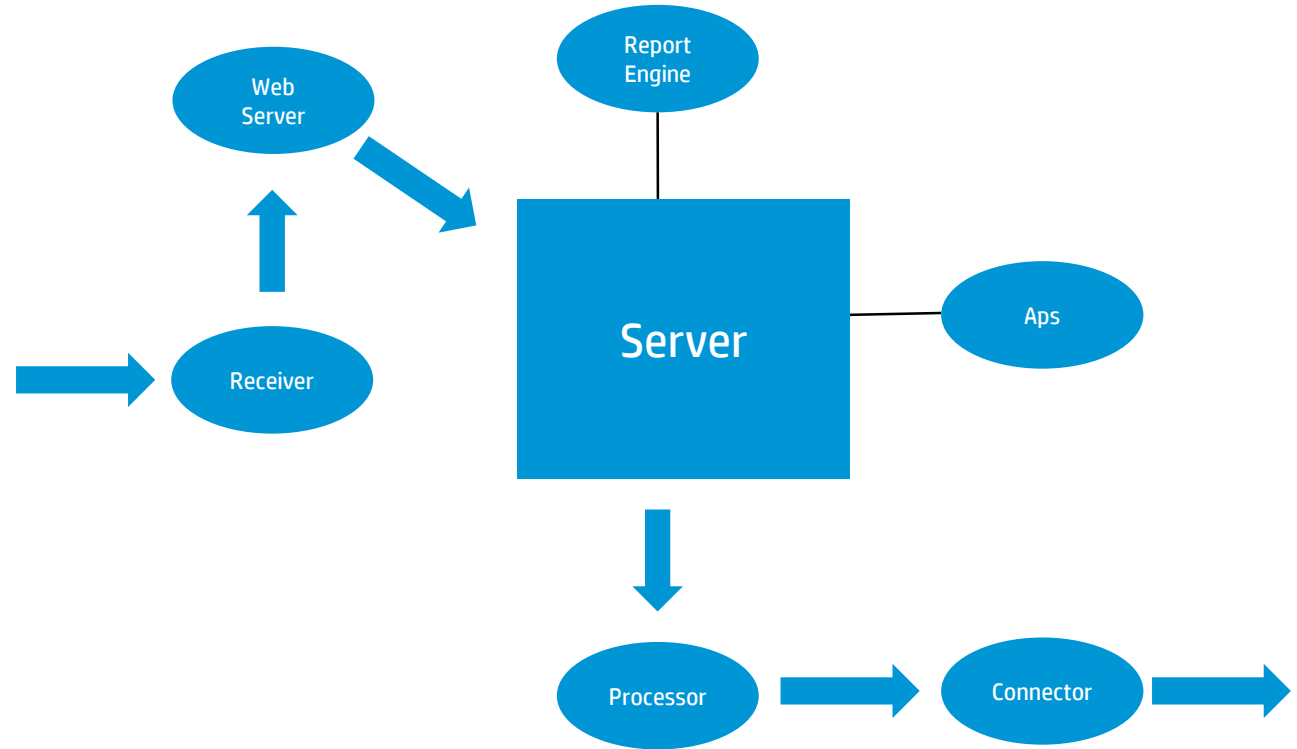 Report
Engine
Web
Server
Aps
Server
Receiver
Processor
Connector